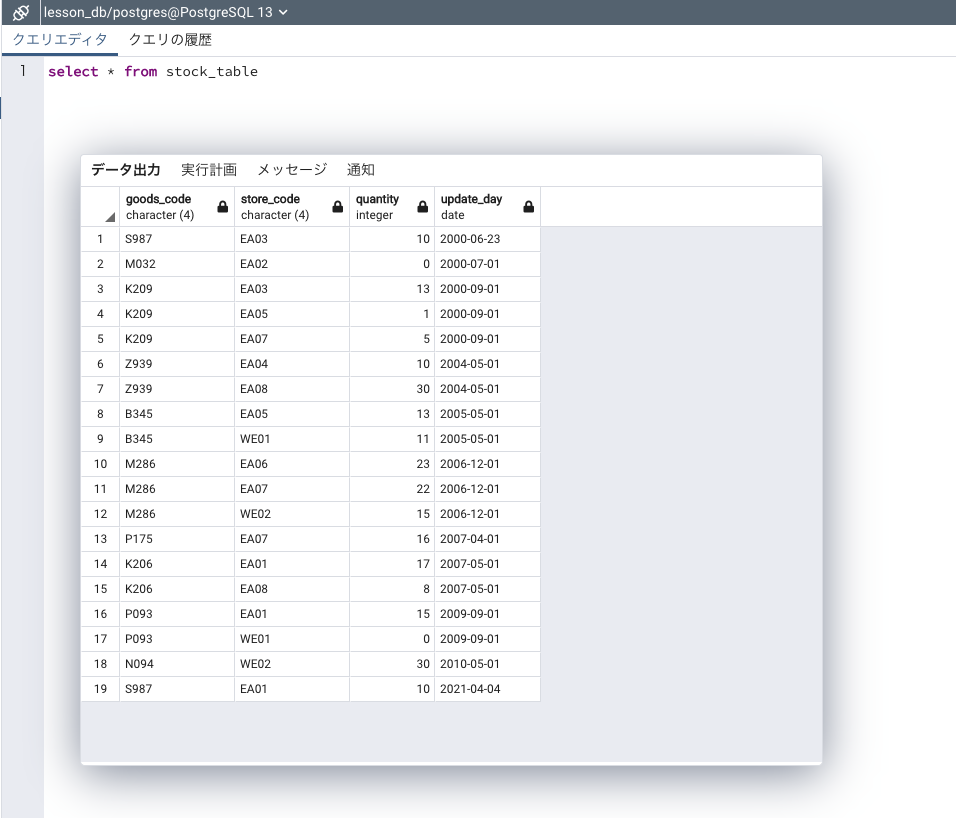 lesson_db/postgres@PostgreSQL 13
クエリエディタ クエリの履歴
1 select * from stock_table
データ出力 実行計画 メッセージ 通知
goods_code store_code quantity update_day
character (4) character (4) integer date
1 S987 EA03 10 2000-06-23
2 M032 EA02 0 2000-07-01
3 K209 EA03 13 2000-09-01
4 K209 EA05 1 2000-09-01
5 K209 EA07 5 2000-09-01
6 Z939 EA04 10 2004-05-01
7 Z939 EA08 30 2004-05-01
8 B345 EA05 13 2005-05-01
9 B345 WE01 11 2005-05-01
10 M286 EA06 23 2006-12-01
11 M286 EA07 22 2006-12-01
12 M286 WE02 15 2006-12-01
13 P175 EA07 16 2007-04-01
14 K206 EA01 17 2007-05-01
15 K206 EA08 8 2007-05-01
16 P093 EA01 15 2009-09-01
17 P093 WE01 0 2009-09-01
18 N094 WE02 30 2010-05-01
19 S987 EA01 10 2021-04-04